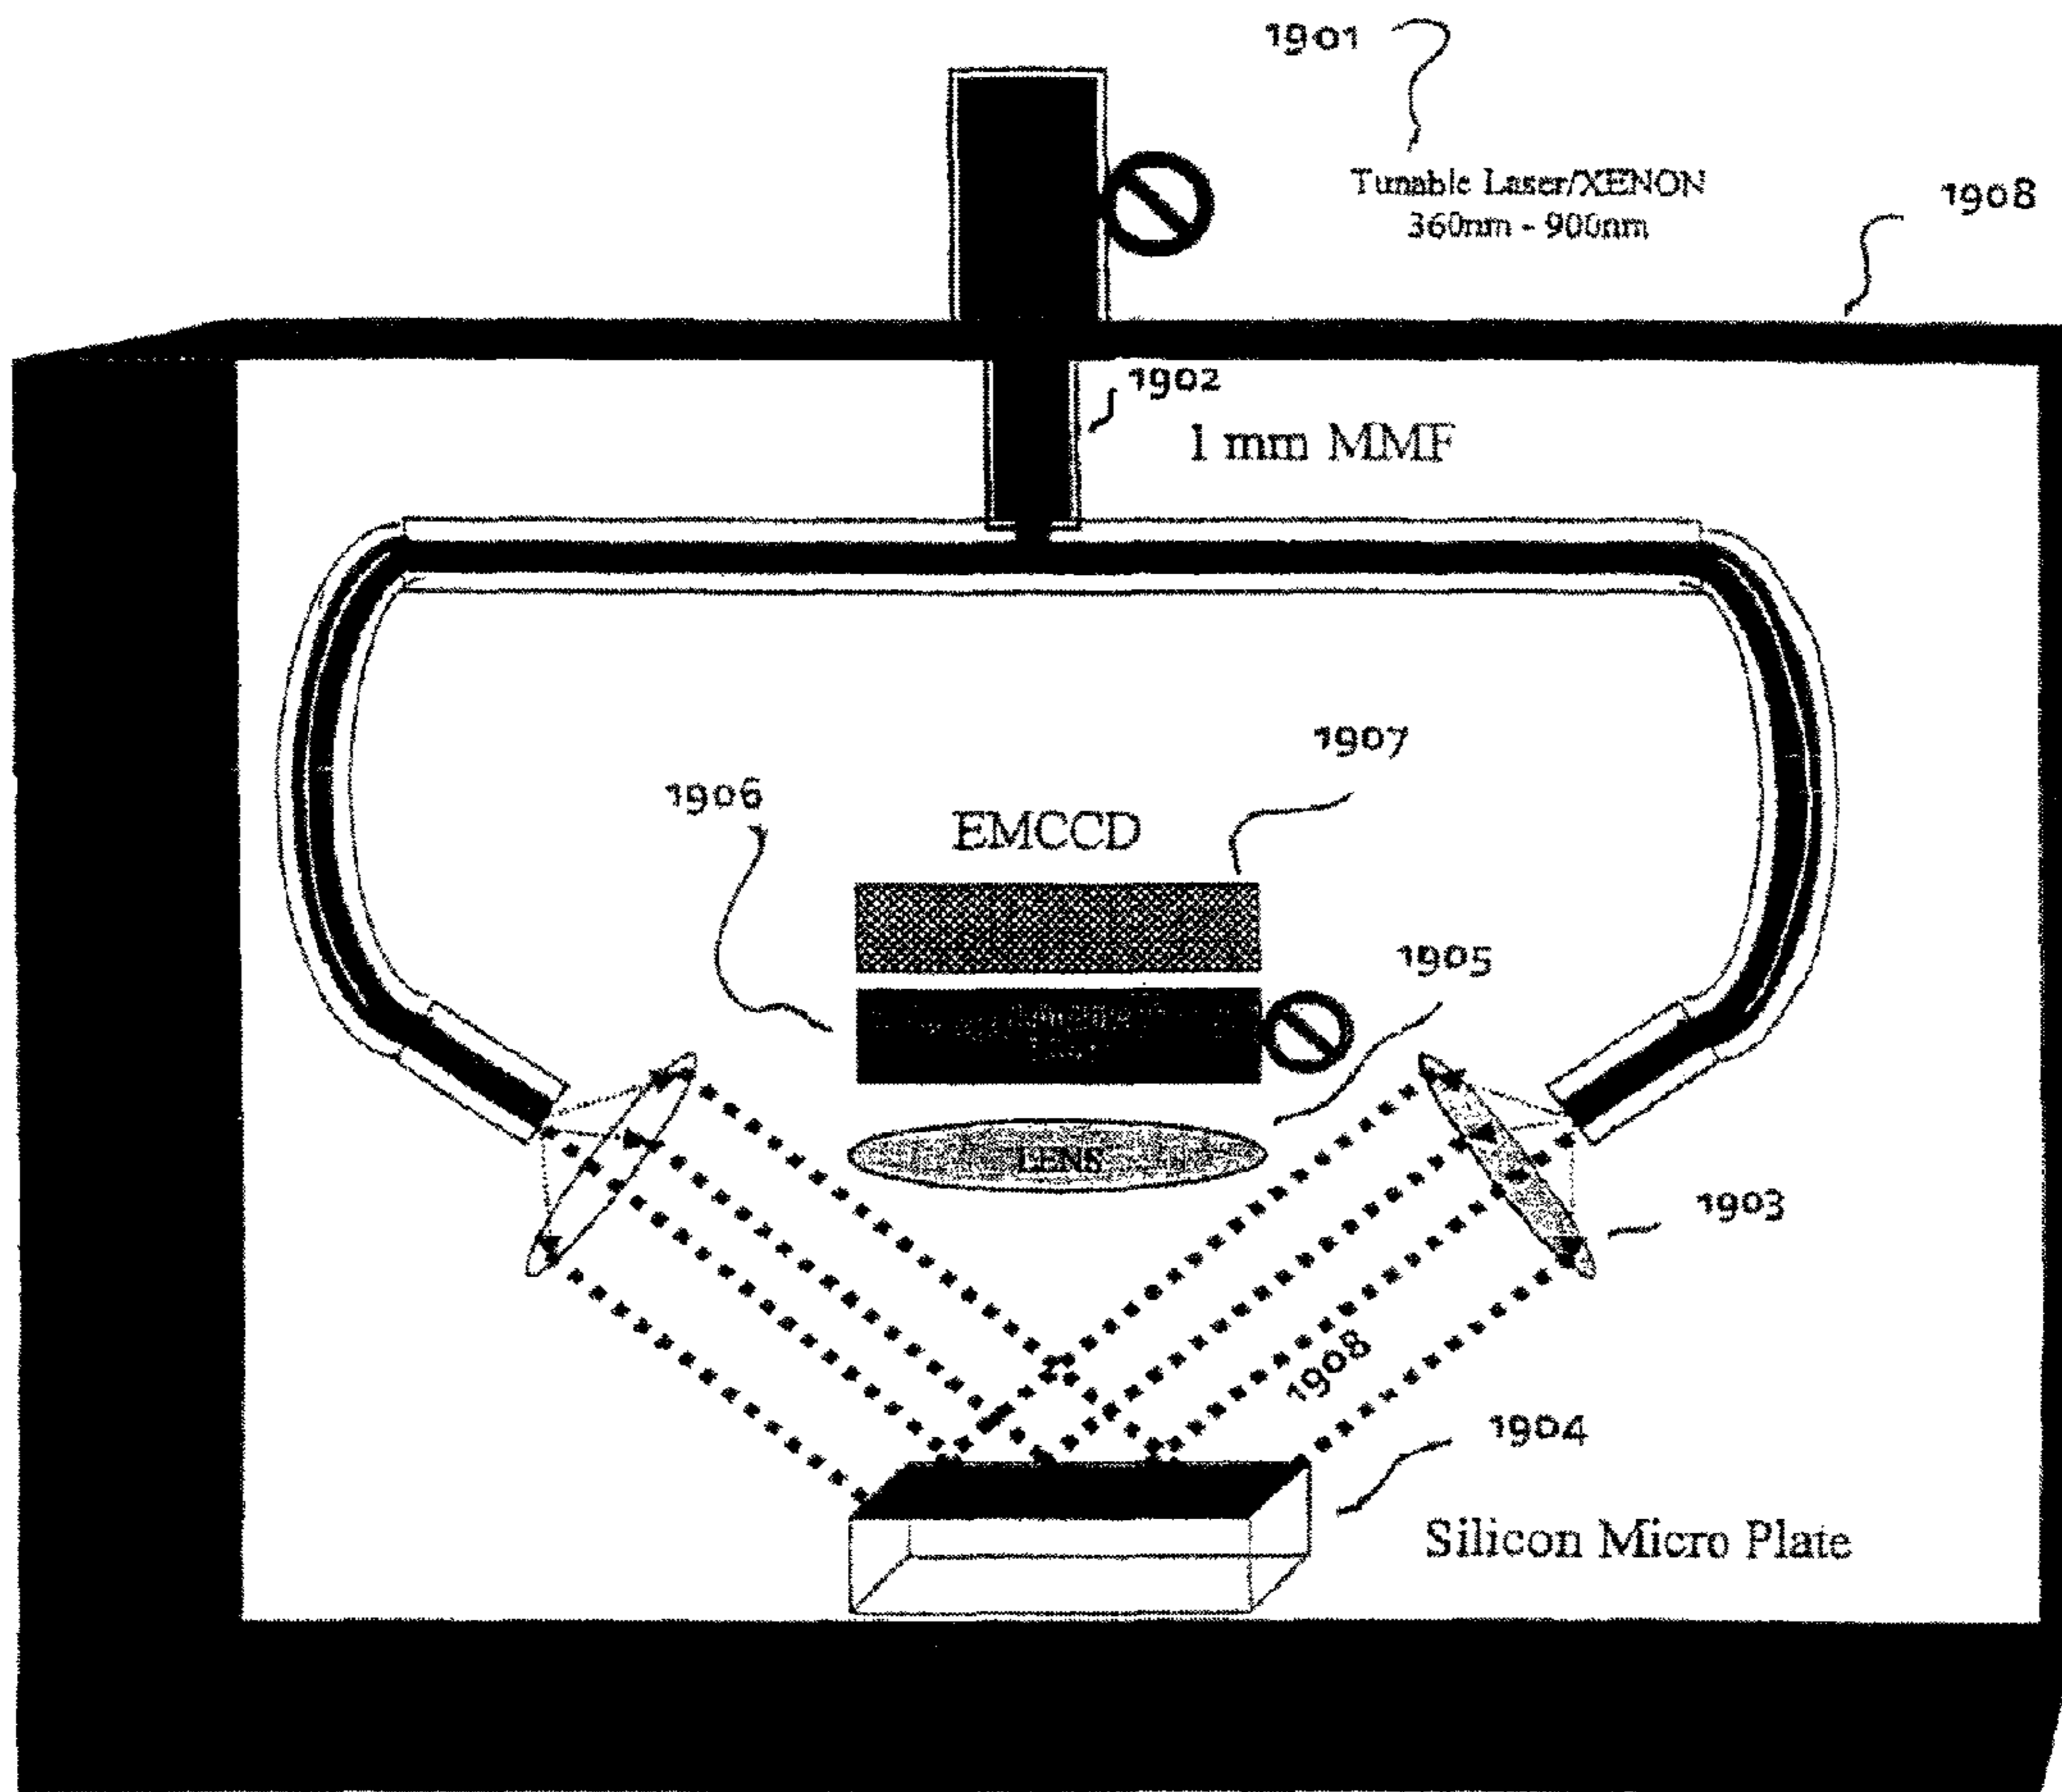 1901
Tunable Laser/XENON
360nm - 900nm
1908
1902
1 mm MMF
1907
1906
EMCCD
1905
LENS
1903
1908
1904
Silicon Micro Plate